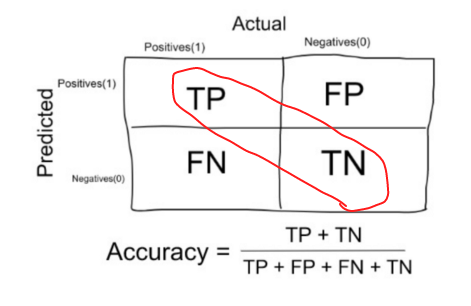 Actual
Positives(1) Negatives(0)
Predicted
Positives(1) TP FP
Negatives(0) FN TN
Accuracy = TP + TN
TP + FP + FN + TN